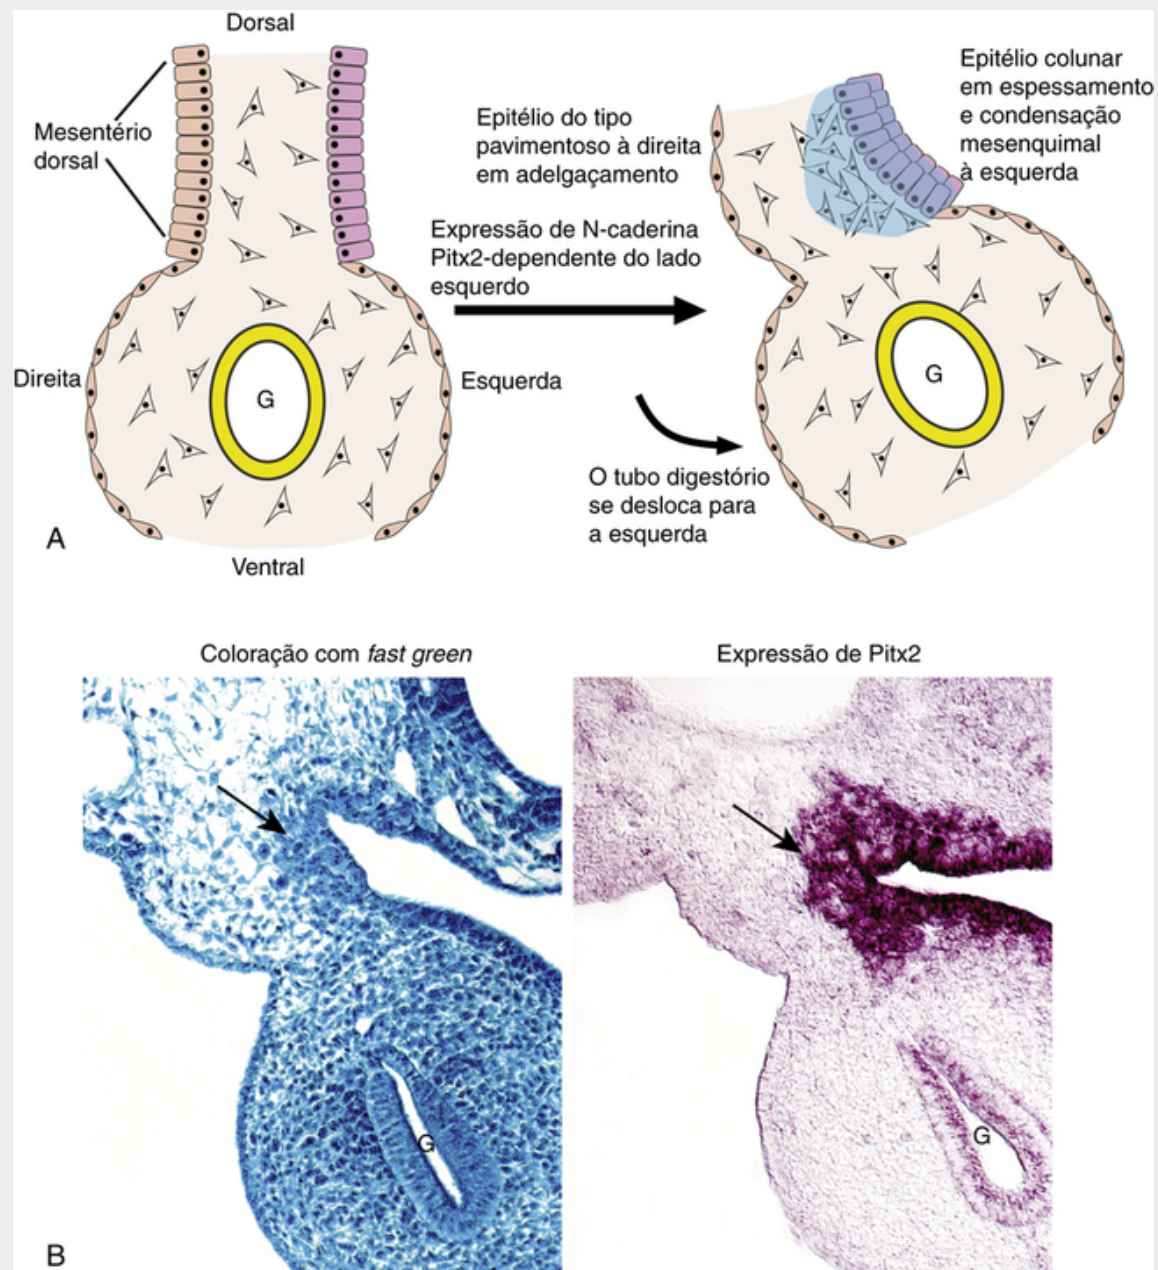 Dorsal
Mesentério
dorsal
Epitélio do tipo
pavimentoso à direita
em adelgaçamento
Expressão de N-caderina
Pitx2-dependente do lado
esquerdo
Epitélio colunar
em espessamento
e condensação
mesenquimal
à esquerda
Direita
G
Esquerda
G
O tubo digestório
se desloca para
a esquerda
A
Ventral
Coloração com fast green
Expressão de Pitx2
G
G
B